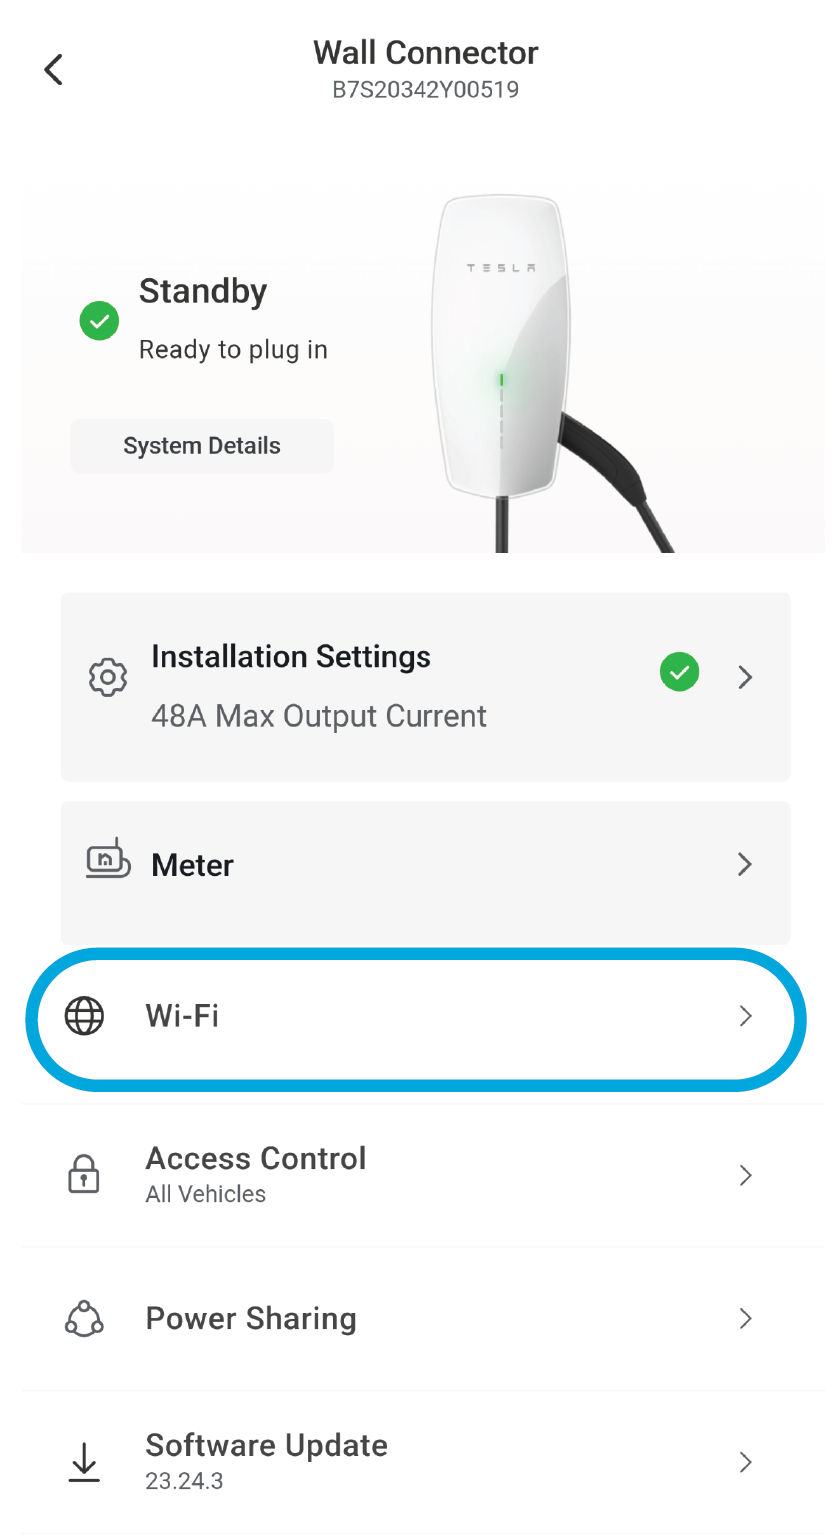 Wall Connector
B7S20342Y00519
TESLA
Standby
Ready to plug in
System Details
Installation Settings
48A Max Output Current
Meter
Wi-Fi
Access Control
All Vehicles
Power Sharing
Software Update
23.24.3